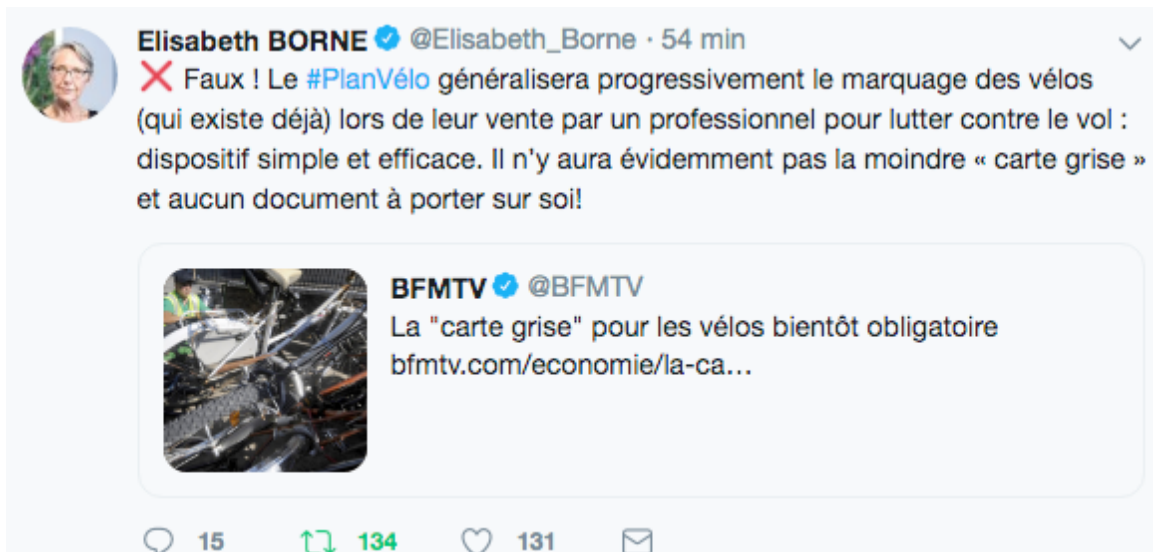 Elisabeth BORNE @Elisabeth_Borne · 54 min
❌ Faux ! Le #PlanVélo généralisera progressivement le marquage des vélos
(qui existe déjà) lors de leur vente par un professionnel pour lutter contre le vol :
dispositif simple et efficace. Il n'y aura évidemment pas la moindre « carte grise »
et aucun document à porter sur soi!
BFMTV @BFMTV
La "carte grise" pour les vélos bientôt obligatoire
bfmtv.com/economie/la-ca...
15 134 131